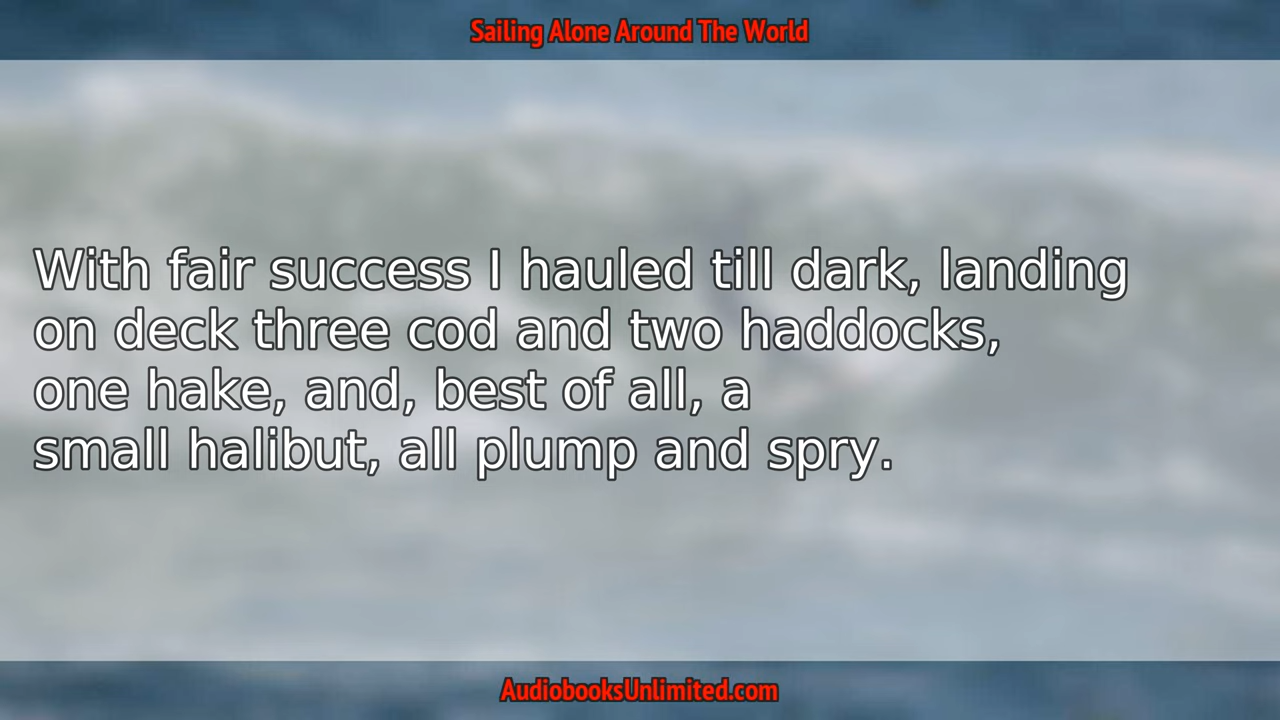 Sailing Alone Around The World
With fair success I hauled till dark, landing
on deck three cod and two haddocks,
one hake, and, best of all, a
small halibut, all plump and spry.
AudiobooksUnlimited.com